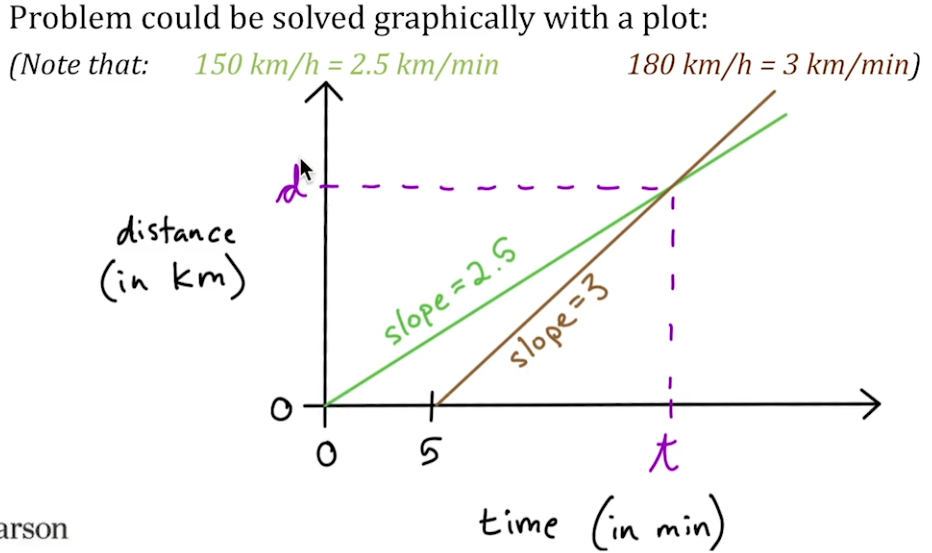 Problem could be solved graphically with a plot:
(Note that: 150 km/h = 2.5 km/min 180 km/h = 3 km/min)
d
distance
(in km)
slope = 2.5
slope = 3
0
0 5 t
time (in min)
arson